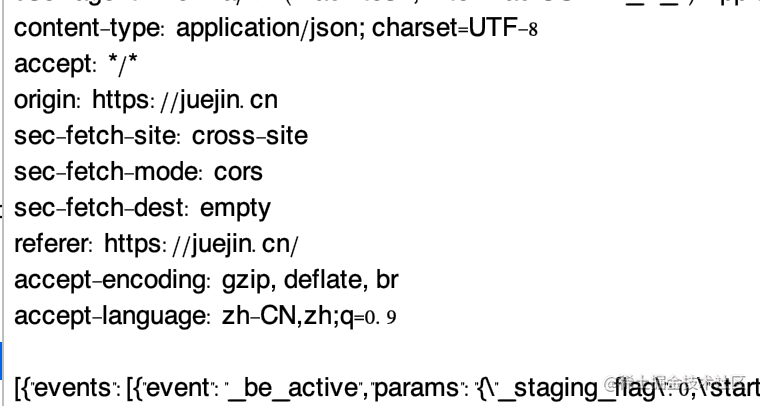 content-type: application/json; charset=UTF-8
accept: */*
origin: https://juejin.cn
sec-fetch-site: cross-site
sec-fetch-mode: cors
sec-fetch-dest: empty
referer: https://juejin.cn/
accept-encoding: gzip, deflate, br
accept-language: zh-CN,zh;q=0.9
[{"events":[{"event":"_be_active","params":"{\"_staging_flag\":0,\"start
@稀土掘金技术社区